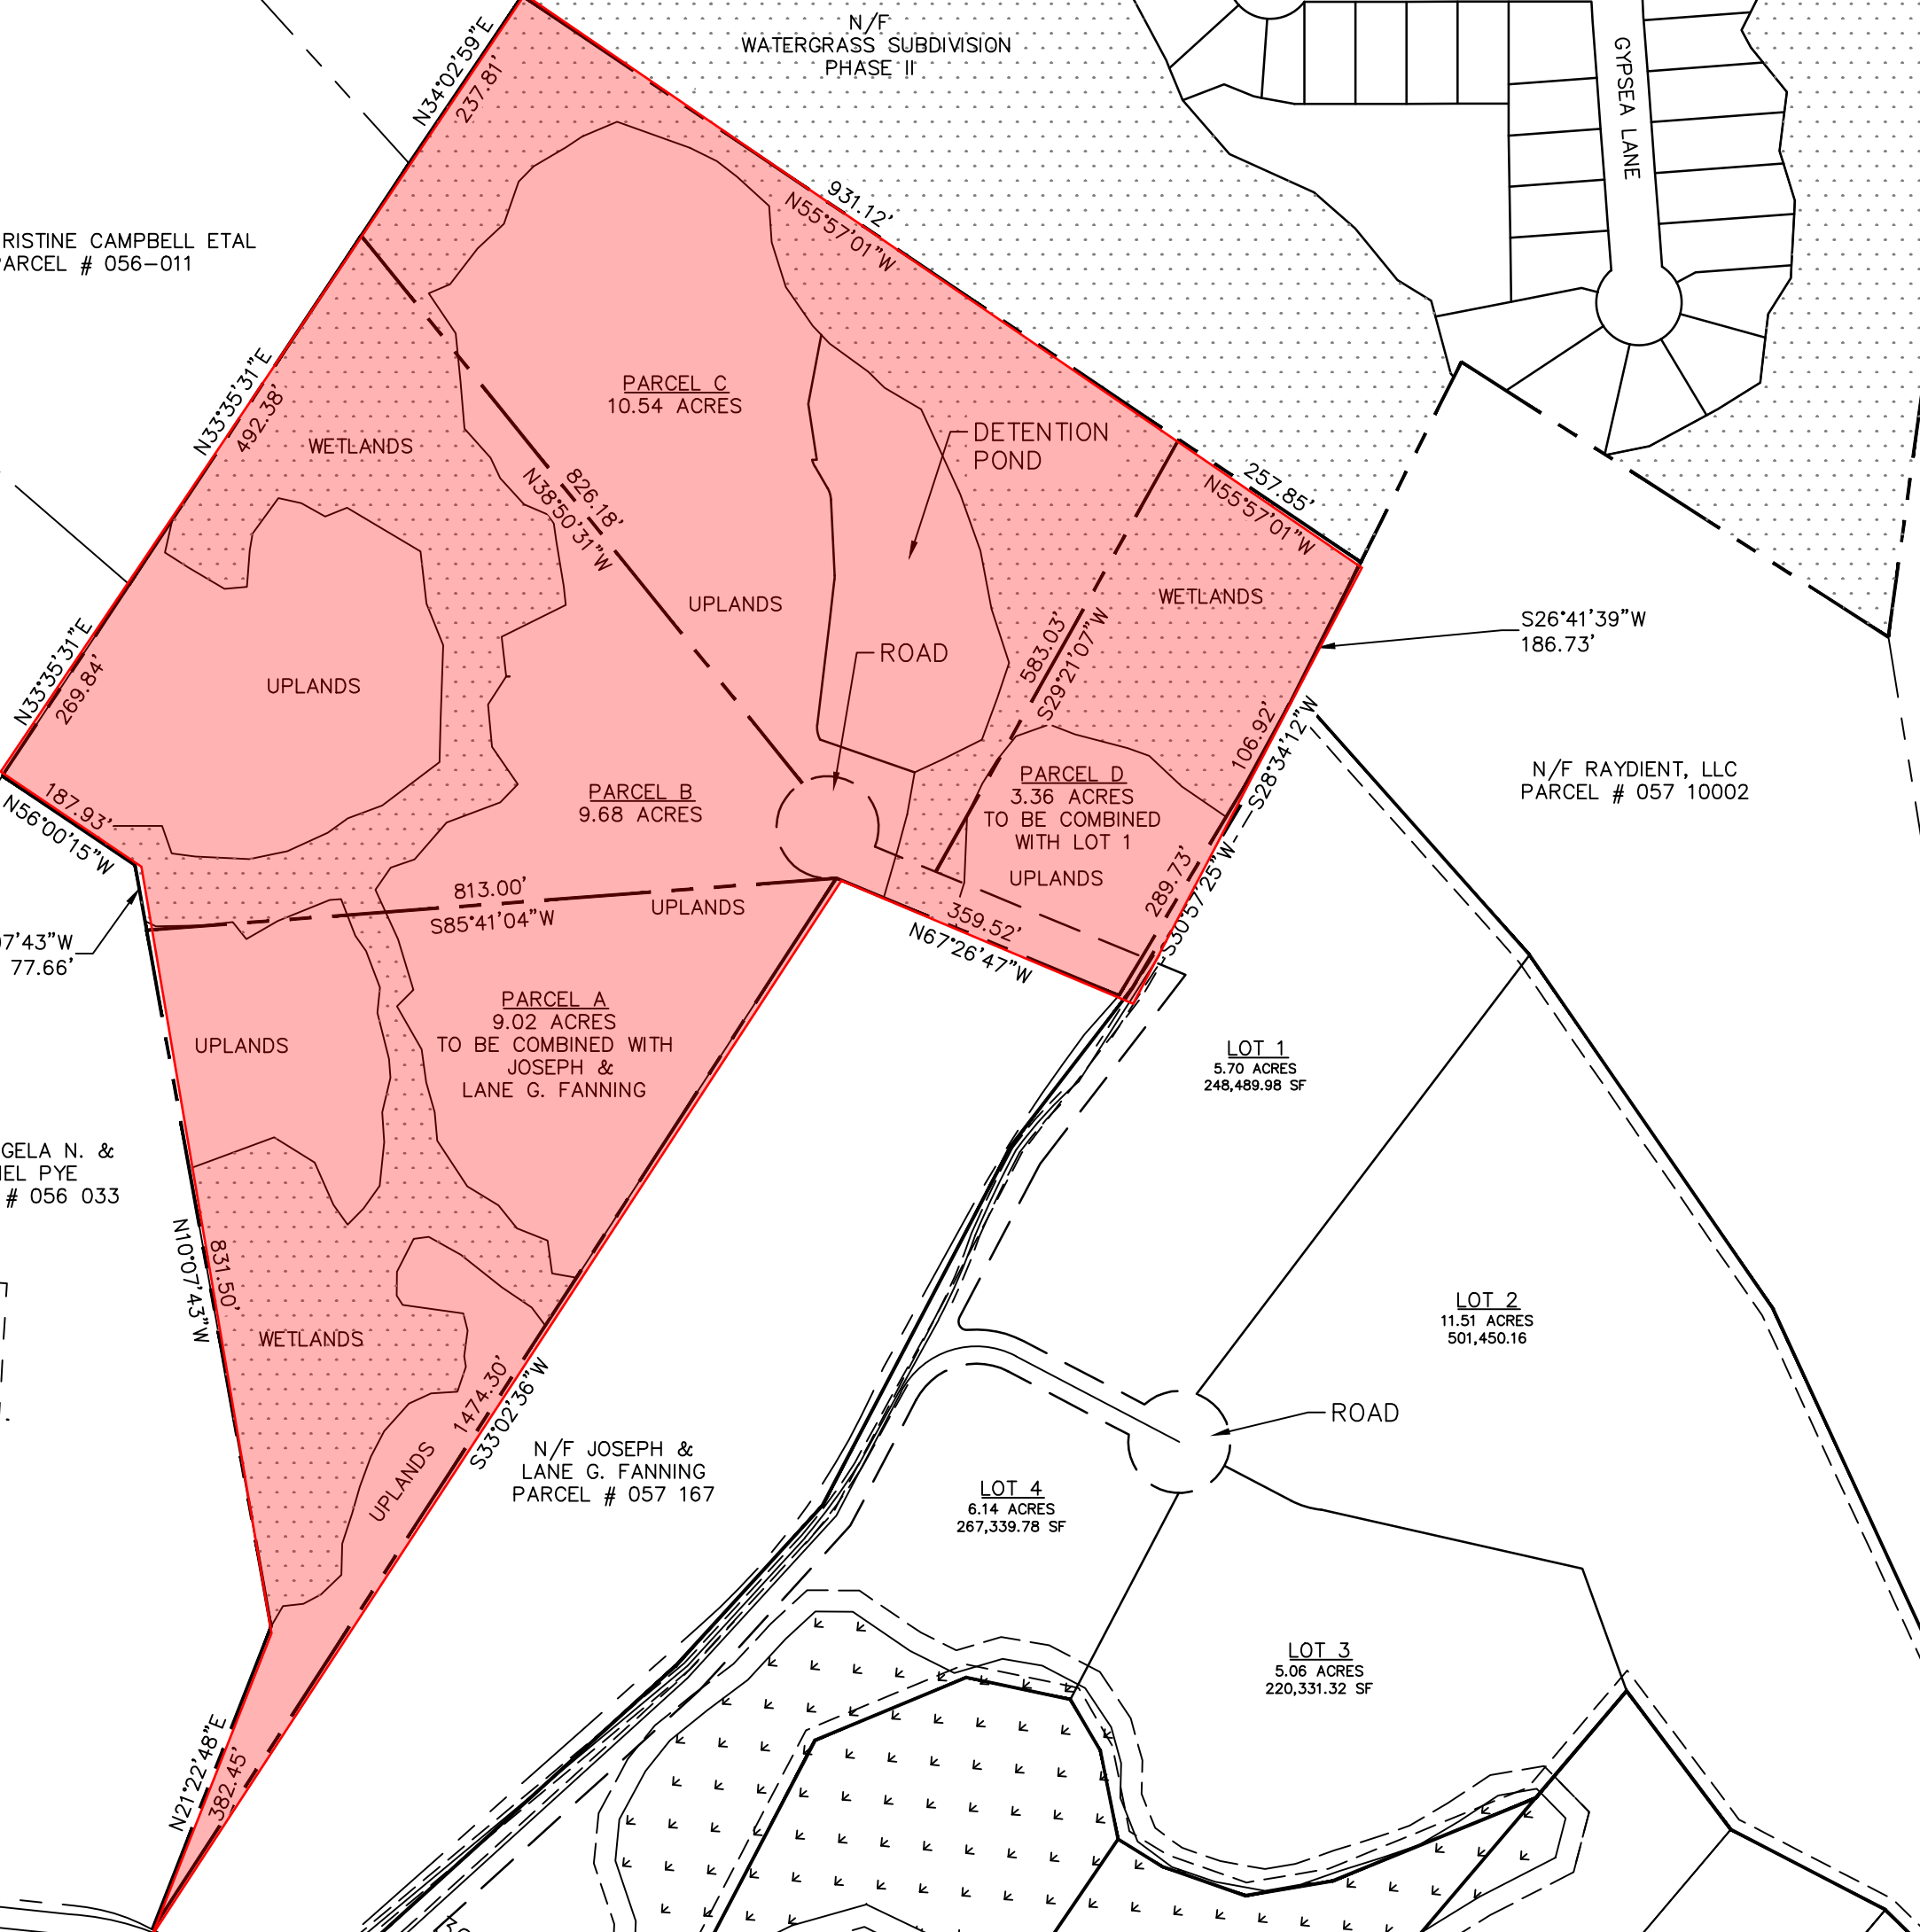 N/F
WATERGRASS SUBDIVISION
PHASE II
GYPSEA LANE
N34°02'59"E
237.81'
931.12'
N55°57'01"W
RISTINE CAMPBELL ETAL
PARCEL # 056-011
N33°35'31"E
492.38'
WETLANDS
PARCEL C
10.54 ACRES
DETENTION
POND
826.18'
N38°50'31"W
257.85'
N55°57'01"W
WETLANDS
UPLANDS
583.03'
S29°21'07"W
S26°41'39"W
186.73'
ROAD
N33°35'31"E
269.84'
UPLANDS
106.92'
S28°34'12"W
N/F RAYDIENT, LLC
PARCEL # 057 10002
PARCEL B
9.68 ACRES
PARCEL D
3.36 ACRES
TO BE COMBINED
WITH LOT 1
UPLANDS
187.93'
N56°00'15"W
289.73'
S30°57'25"W
813.00'
S85°41'04"W
UPLANDS
359.52'
N67°26'47"W
07'43"W
77.66'
PARCEL A
9.02 ACRES
TO BE COMBINED WITH
JOSEPH &
LANE G. FANNING
UPLANDS
LOT 1
5.70 ACRES
248,489.98 SF
GELA N. &
IEL PYE
# 056 033
N10°07'43"W
831.50'
WETLANDS
LOT 2
11.51 ACRES
501,450.16
1474.30'
S33°02'36"W
ROAD
UPLANDS
N/F JOSEPH &
LANE G. FANNING
PARCEL # 057 167
LOT 4
6.14 ACRES
267,339.78 SF
LOT 3
5.06 ACRES
220,331.32 SF
N21°22'48"E
382.45'